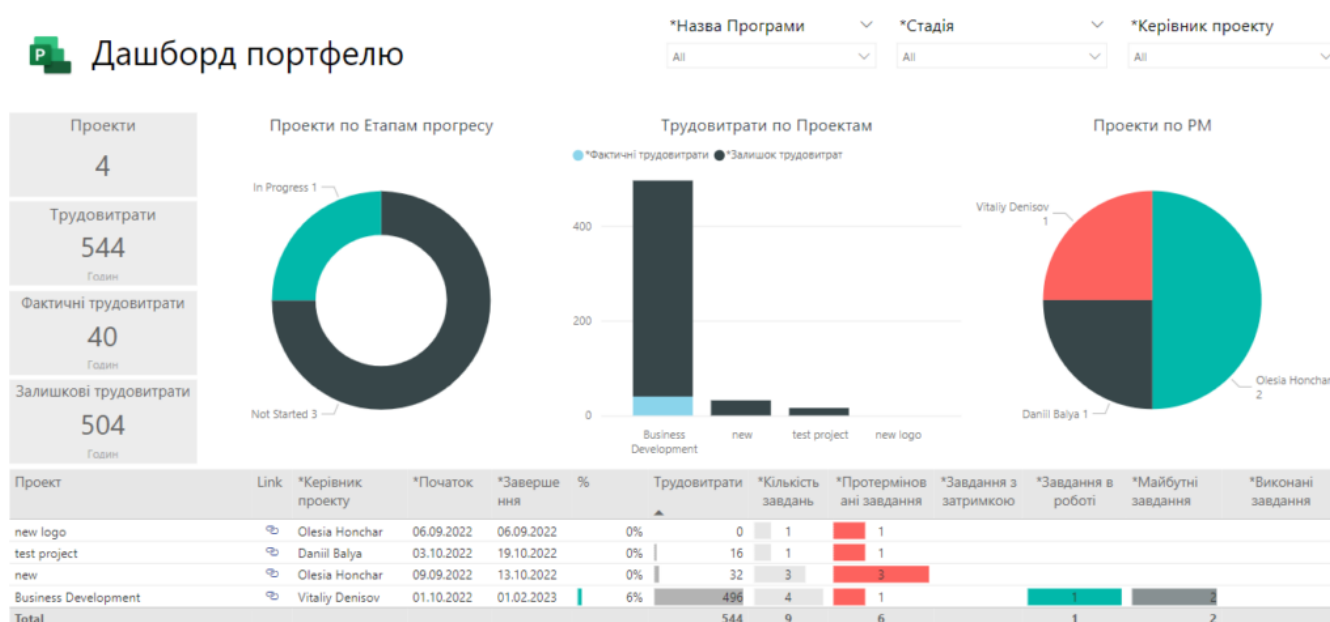 *Назва Програми
*Стадія
*Керівник проекту
P
Дашборд портфелю
All
All
All
Проекти
4
Трудовитрати
544
Годин
Фактичні трудовитрати
40
Годин
Залишкові трудовитрати
504
Годин
Проекти по Етапам прогресу
In Progress 1
Not Started 3
Трудовитрати по Проектам
*Фактичні трудовитрати *Залишок трудовитрат
400
200
0
Business
Development
new
test project
new logo
Проекти по PM
Vitaliy Denisov
1
Olesia Honchar
2
Daniil Balya 1
Проект Link *Керівник *Початок *Заверше % Трудовитрати *Кількість *Протермінов *Завдання з *Завдання в *Майбутні *Виконані
проекту ння завдань ані завдання затримкою роботі завдання завдання
new logo Olesia Honchar 06.09.2022 06.09.2022 0% 0 1 1
test project Daniil Balya 03.10.2022 19.10.2022 0% 16 1 1
new Olesia Honchar 09.09.2022 13.10.2022 0% 32 3 3
Business Development Vitaliy Denisov 01.10.2022 01.02.2023 6% 496 4 1 1 2
Total 544 9 6 1 2